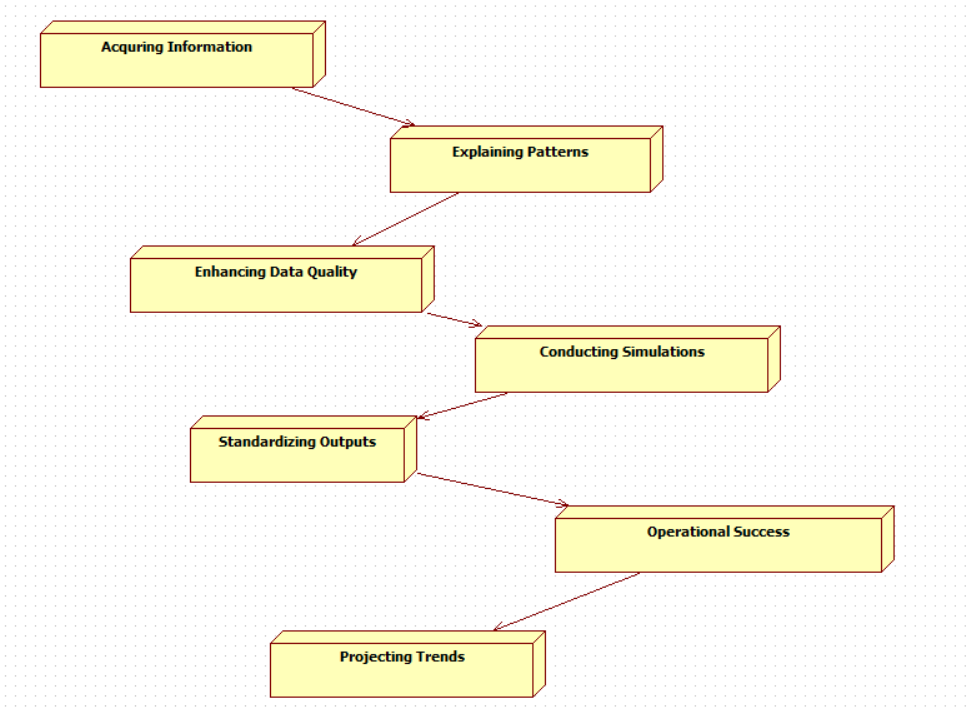 Acquring Information
Explaining Patterns
Enhancing Data Quality
Conducting Simulations
Standardizing Outputs
Operational Success
Projecting Trends